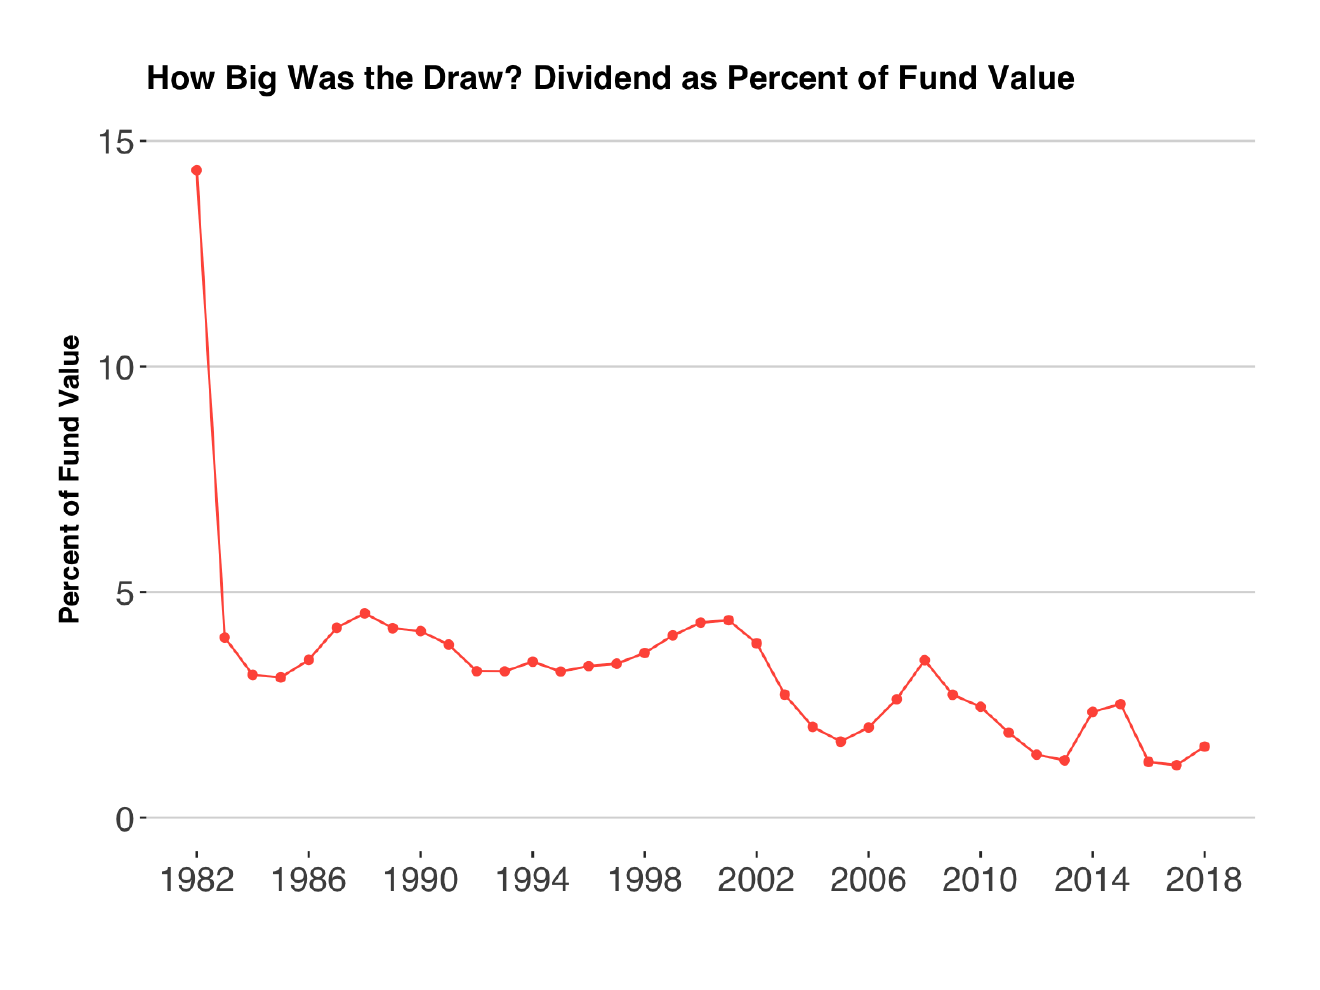 How Big Was the Draw? Dividend as Percent of Fund Value
Percent of Fund Value
15
10
5
0
1982 1986 1990 1994 1998 2002 2006 2010 2014 2018